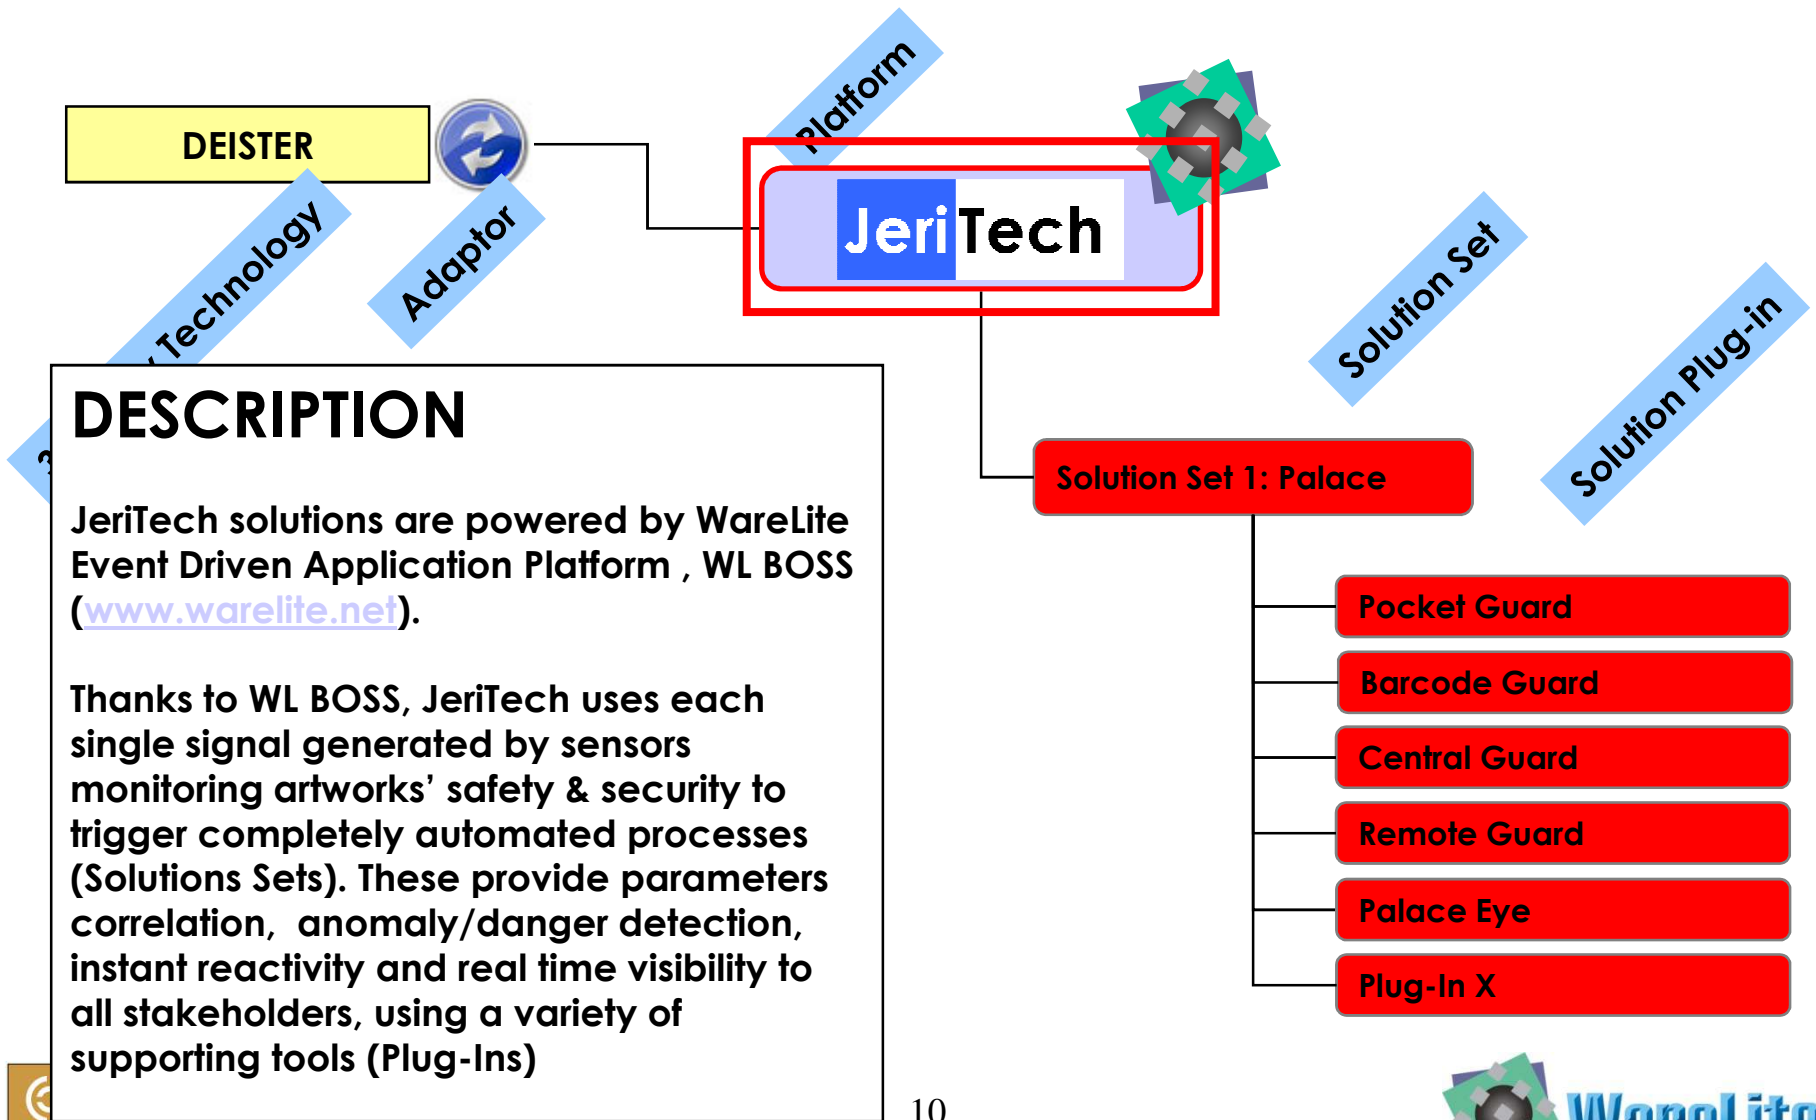 Platform
DEISTER
JeriTech
Technology
Adaptor
Solution Set
Solution Plug-in
DESCRIPTION
JeriTech solutions are powered by WareLite
Event Driven Application Platform , WL BOSS
(www.warelite.net).
Thanks to WL BOSS, JeriTech uses each
single signal generated by sensors
monitoring artworks’ safety & security to
trigger completely automated processes
(Solutions Sets). These provide parameters
correlation, anomaly/danger detection,
instant reactivity and real time visibility to
all stakeholders, using a variety of
supporting tools (Plug-Ins)
Solution Set 1: Palace
Pocket Guard
Barcode Guard
Central Guard
Remote Guard
Palace Eye
Plug-In X
10
WareLite